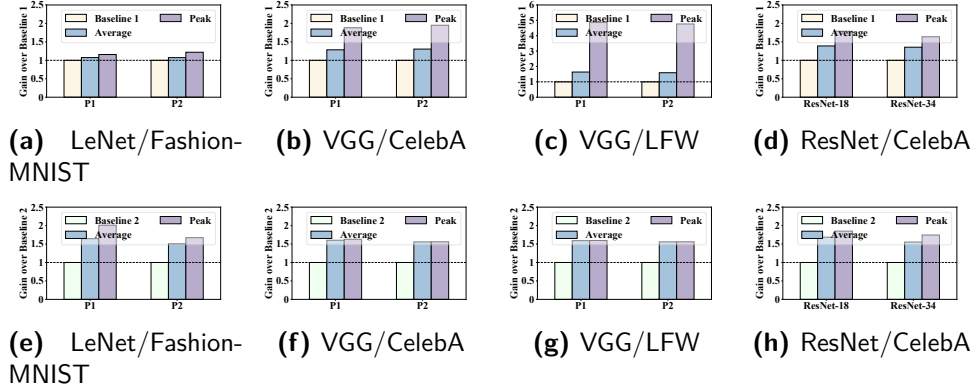 Gain over Baseline 1
2.5
2
1.5
1
0.5
0
Baseline 1
Average
Peak
P1
P2
(a) LeNet/Fashion-
MNIST
Gain over Baseline 1
2.5
2
1.5
1
0.5
0
Baseline 1
Average
Peak
P1
P2
(b) VGG/CelebA
Gain over Baseline 1
6
5
4
3
2
1
0
Baseline 1
Average
Peak
P1
P2
(c) VGG/LFW
Gain over Baseline 1
2.5
2
1.5
1
0.5
0
Baseline 1
Average
Peak
ResNet-18
ResNet-34
(d) ResNet/CelebA
Gain over Baseline 2
2.5
2
1.5
1
0.5
0
Baseline 2
Average
Peak
P1
P2
(e) LeNet/Fashion-
MNIST
Gain over Baseline 2
2.5
2
1.5
1
0.5
0
Baseline 2
Average
Peak
P1
P2
(f) VGG/CelebA
Gain over Baseline 2
2.5
2
1.5
1
0.5
0
Baseline 2
Average
Peak
P1
P2
(g) VGG/LFW
Gain over Baseline 2
2.5
2
1.5
1
0.5
0
Baseline 2
Average
Peak
ResNet-18
ResNet-34
(h) ResNet/CelebA